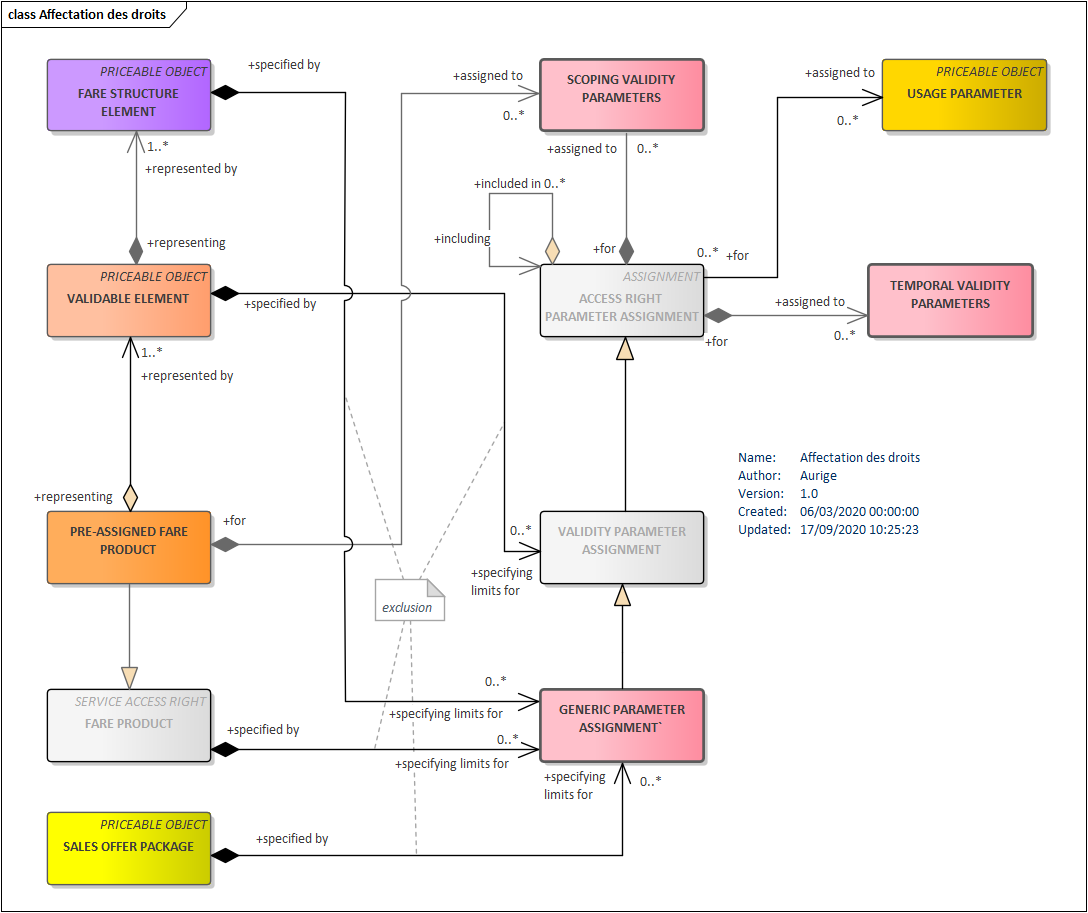 class Affectation des droits
PRICEABLE OBJECT
FARE STRUCTURE
ELEMENT
+specified by
+assigned to
0..*
SCOPING VALIDITY
PARAMETERS
+assigned to
0..*
PRICEABLE OBJECT
USAGE PARAMETER
+assigned to
0..*
1..*
+represented by
+included in 0..*
+including
+representing
+for
0..*
+for
PRICEABLE OBJECT
VALIDABLE ELEMENT
+specified by
ASSIGNMENT
ACCESS RIGHT
PARAMETER ASSIGNMENT
+for
+assigned to
0..*
TEMPORAL VALIDITY
PARAMETERS
1..*
+represented by
Name: Affectation des droits
Author: Aurige
Version: 1.0
Created: 06/03/2020 00:00:00
Updated: 17/09/2020 10:25:23
+representing
PRE-ASSIGNED FARE
PRODUCT
+for
0..*
+specifying
limits for
VALIDITY PARAMETER
ASSIGNMENT
exclusion
SERVICE ACCESS RIGHT
FARE PRODUCT
+specified by
0..*
+specifying limits for
0..*
+specifying limits for
GENERIC PARAMETER
ASSIGNMENT`
+specifying
limits for
0..*
PRICEABLE OBJECT
SALES OFFER PACKAGE
+specified by